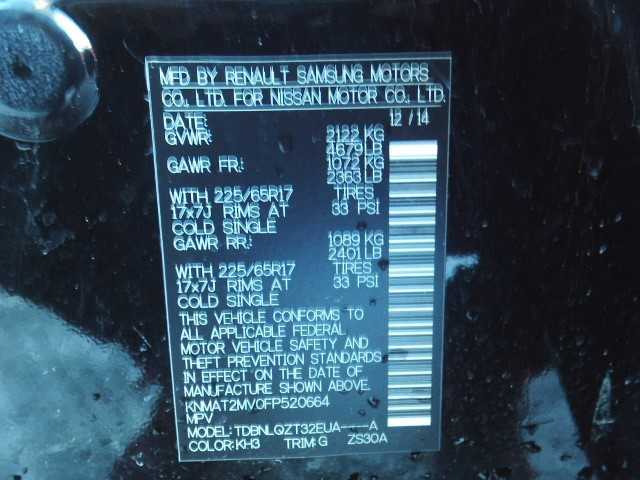 MFD BY RENAULT SAMSUNG MOTORS
CO., LTD. FOR NISSAN MOTOR CO., LTD.
DATE: 12 / 14
GVWR: 2122 KG
4679 LB
GAWR FR: 1072 KG
2363 LB
WITH 225/65R17 TIRES
17x7J RIMS AT 33 PSI
COLD SINGLE
GAWR RR: 1089 KG
2401 LB
WITH 225/65R17 TIRES
17x7J RIMS AT 33 PSI
COLD SINGLE
THIS VEHICLE CONFORMS TO
ALL APPLICABLE FEDERAL
MOTOR VEHICLE SAFETY AND
THEFT PREVENTION STANDARDS
IN EFFECT ON THE DATE OF
MANUFACTURE SHOWN ABOVE.
KNMAT2MV0FP520664
MPV
MODEL: TDBNLQZT32EUA----A
COLOR: KH3 TRIM: G ZS30A